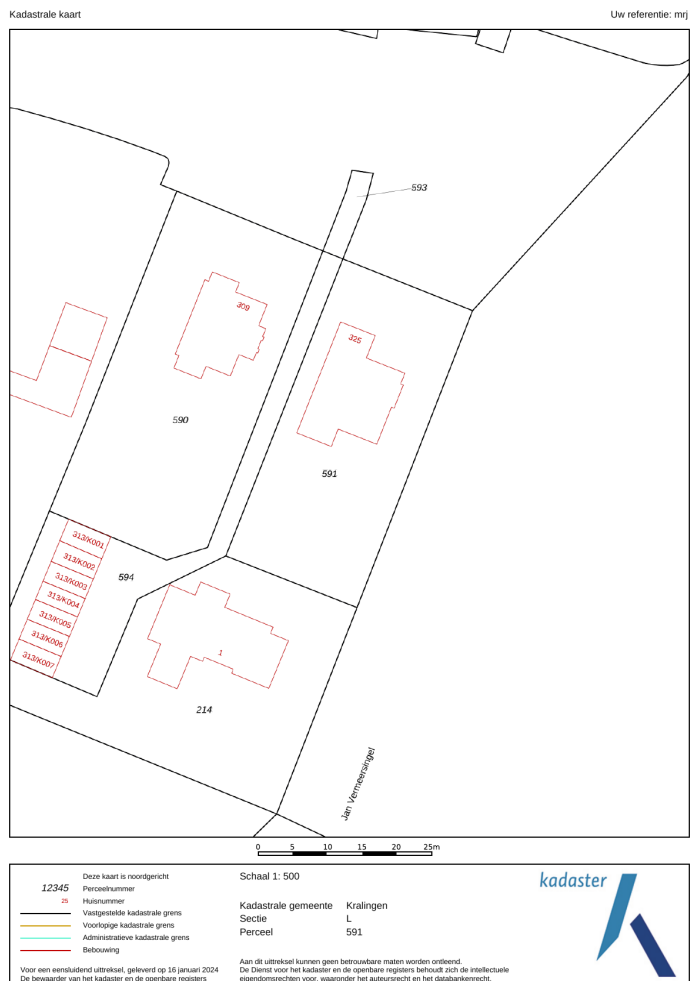 Kadastrale kaart
Uw referentie: mrj
593
309
325
590
591
313/K001
313/K002
594
313/K003
313/K004
313/K005
313/K006
1
313/K007
214
Jan Vermeersingel
0 5 10 15 20 25m
Deze kaart is noordgericht
12345 Perceelnummer
25 Huisnummer
Vastgestelde kadastrale grens
Voorlopige kadastrale grens
Administratieve kadastrale grens
Bebouwing
Voor een eensluidend uittreksel, geleverd op 16 januari 2024
De bewaarder van het kadaster en de openbare registers
Schaal 1: 500
Kadastrale gemeente Kralingen
Sectie L
Perceel 591
Aan dit uittreksel kunnen geen betrouwbare maten worden ontleend.
De Dienst voor het kadaster en de openbare registers behoudt zich de intellectuele
eigendomsrechten voor, waaronder het auteursrecht en het databankenrecht.
kadaster